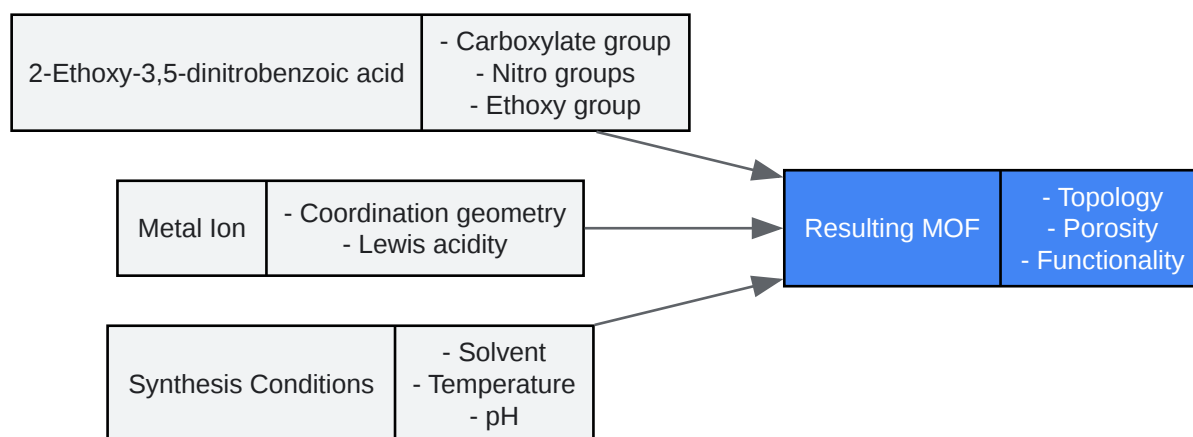 2-Ethoxy-3,5-dinitrobenzoic acid
- Carboxylate group
- Nitro groups
- Ethoxy group
Metal Ion
- Coordination geometry
- Lewis acidity
Synthesis Conditions
- Solvent
- Temperature
- pH
Resulting MOF
- Topology
- Porosity
- Functionality